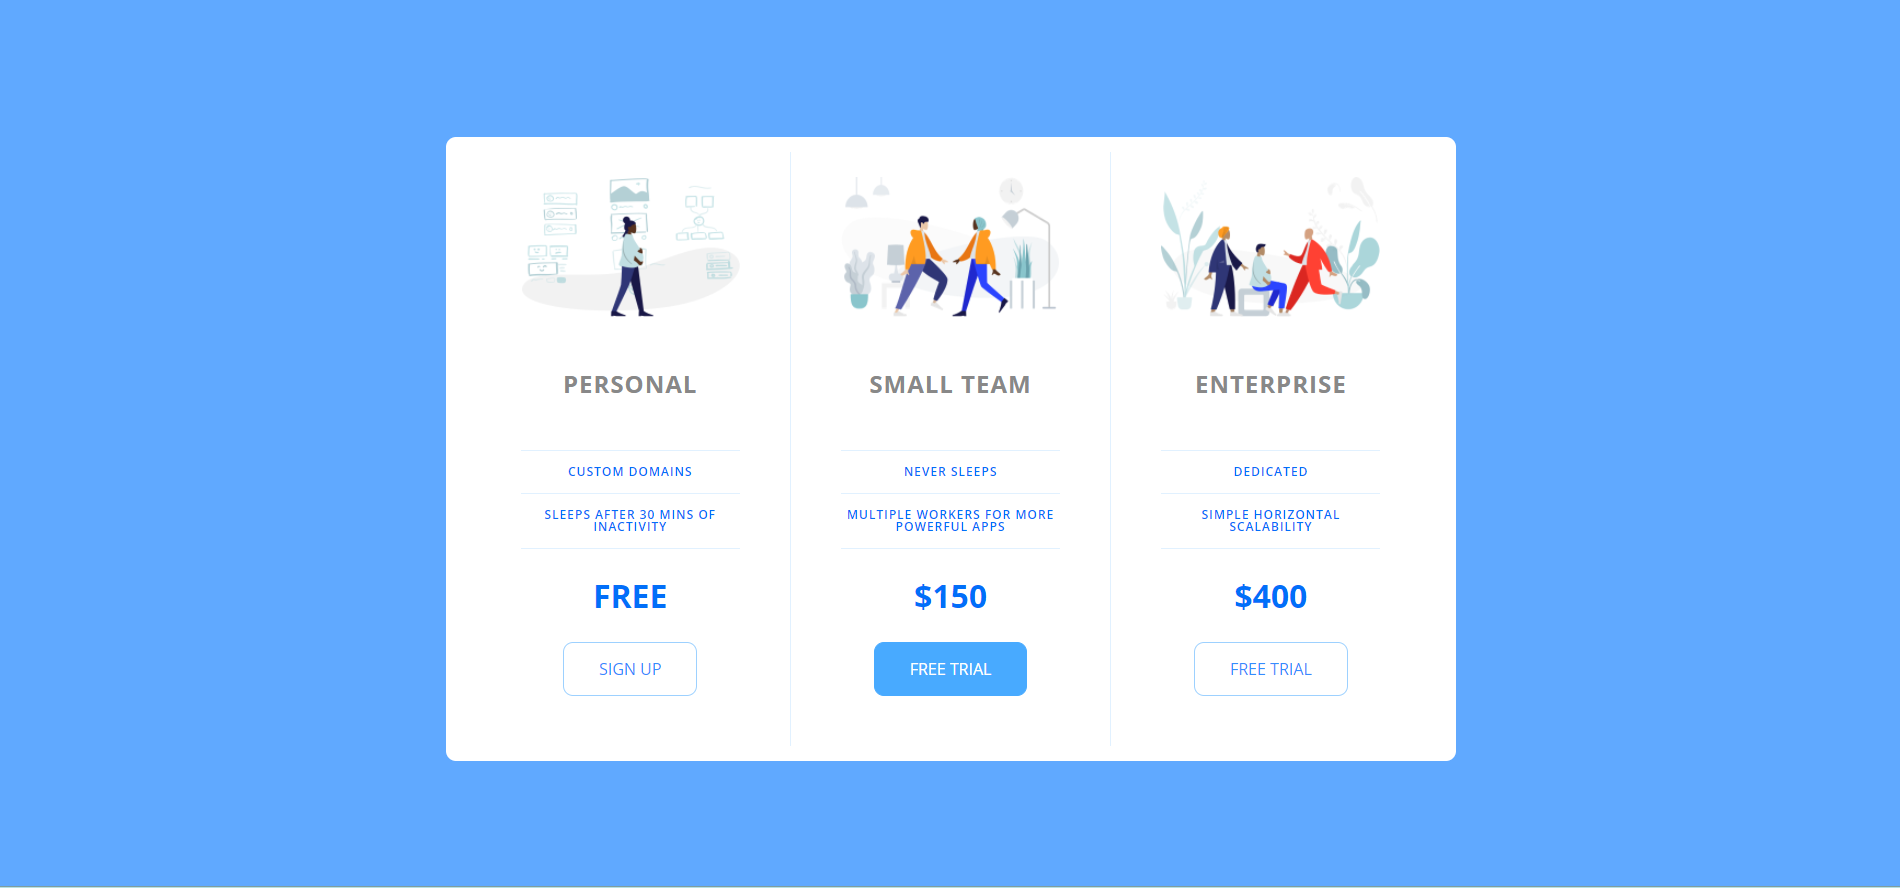 PERSONAL
CUSTOM DOMAINS
SLEEPS AFTER 30 MINS OF
INACTIVITY
FREE
SIGN UP
SMALL TEAM
NEVER SLEEPS
MULTIPLE WORKERS FOR MORE
POWERFUL APPS
$150
FREE TRIAL
ENTERPRISE
DEDICATED
SIMPLE HORIZONTAL
SCALABILITY
$400
FREE TRIAL